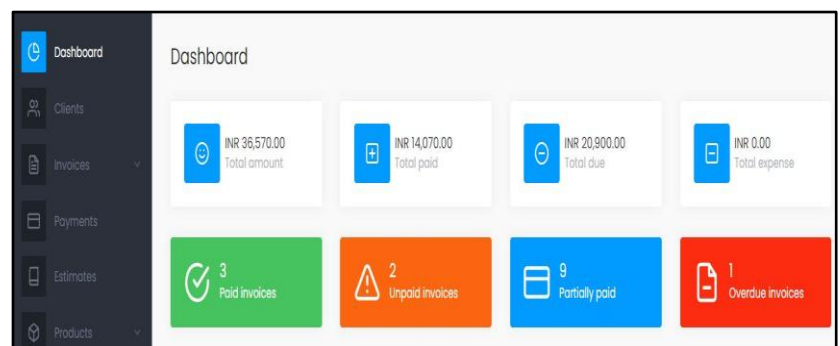 Dashboard
Clients
Invoices
Payments
Estimates
Products
Dashboard
INR 36,570.00
Total amount
INR 14,070.00
Total paid
INR 20,900.00
Total due
INR 0.00
Total expense
3
Paid invoices
2
Unpaid invoices
9
Partially paid
1
Overdue invoices